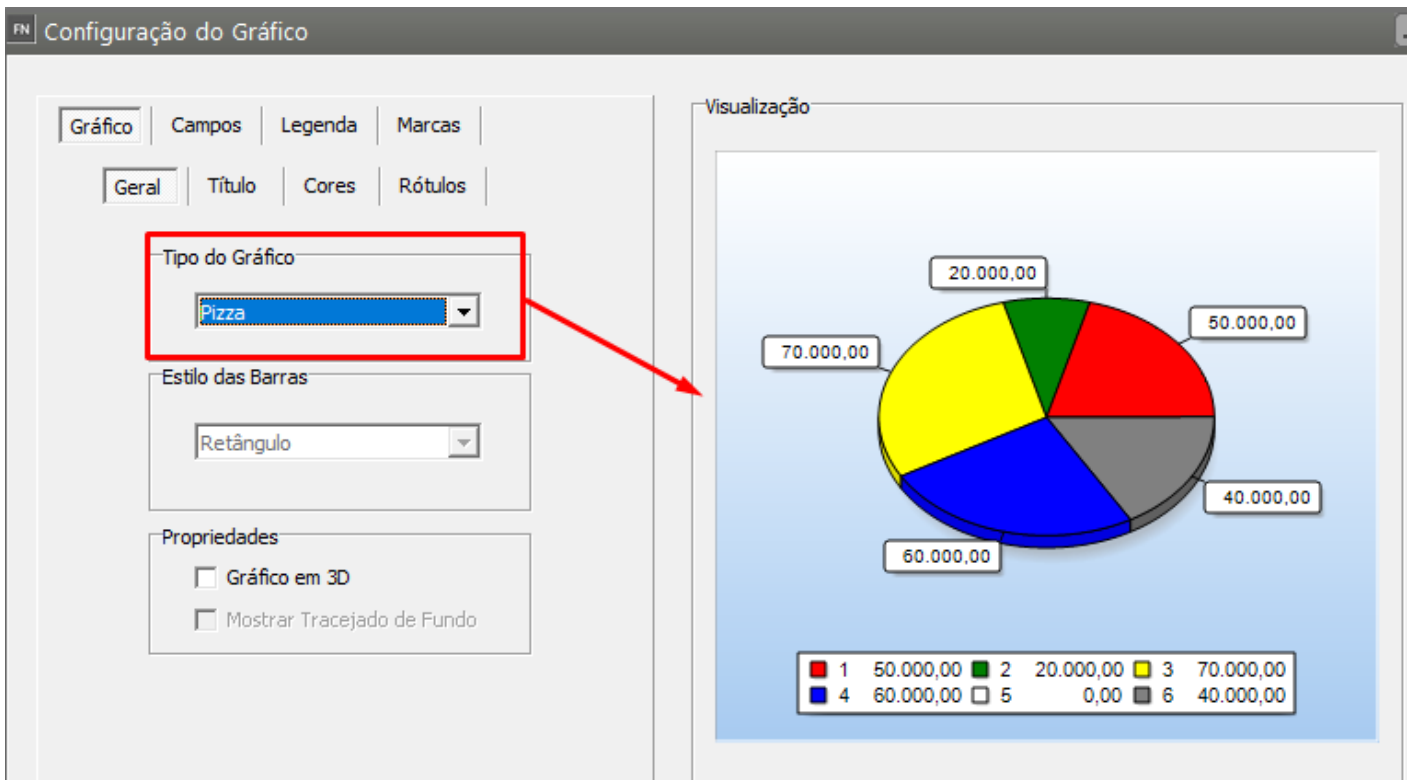 FN Configuração do Gráfico
Gráfico Campos Legenda Marcas
Geral Título Cores Rótulos
Tipo do Gráfico
Pizza
Estilo das Barras
Retângulo
Propriedades
Gráfico em 3D
Mostrar Tracejado de Fundo
Visualização
20.000,00
50.000,00
70.000,00
40.000,00
60.000,00
1 50.000,00 2 20.000,00 3 70.000,00
4 60.000,00 5 0,00 6 40.000,00